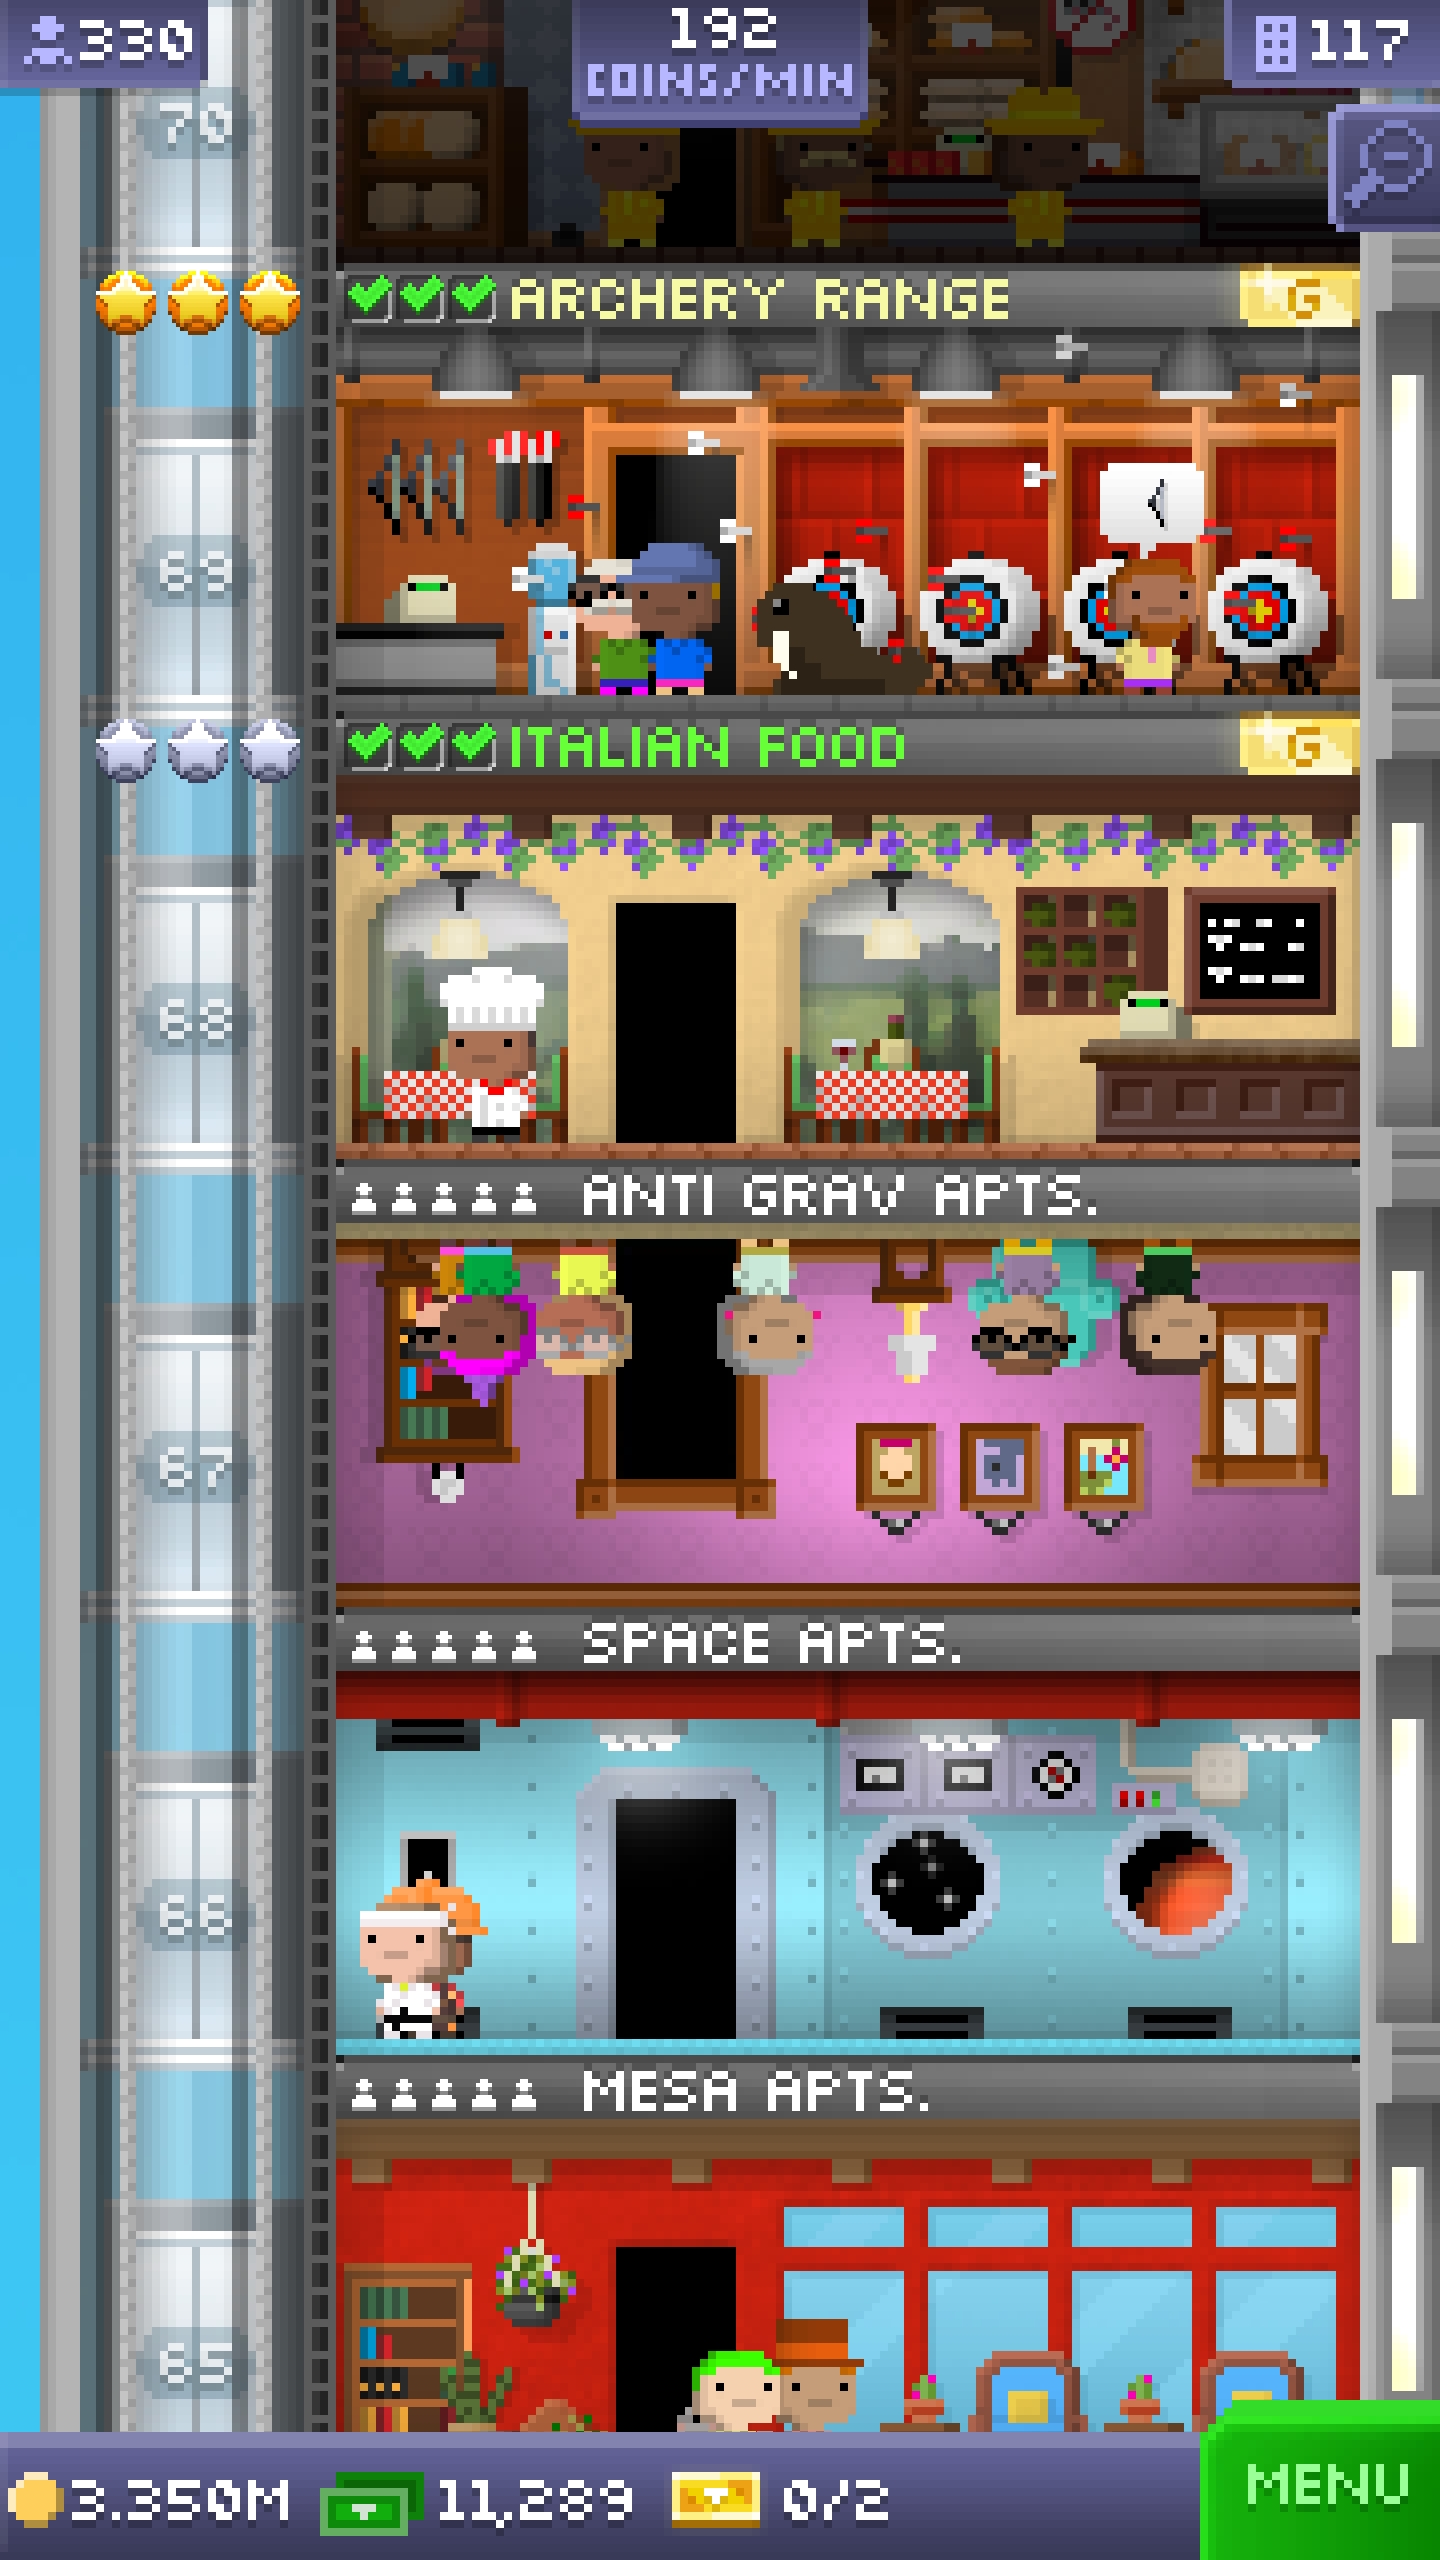 330
192
COINS/MIN
117
70
ARCHERY RANGE
G
69
ITALIAN FOOD
G
68
ANTI GRAV APTS.
67
SPACE APTS.
66
MESA APTS.
65
3.350M
11,289
0/2
MENU